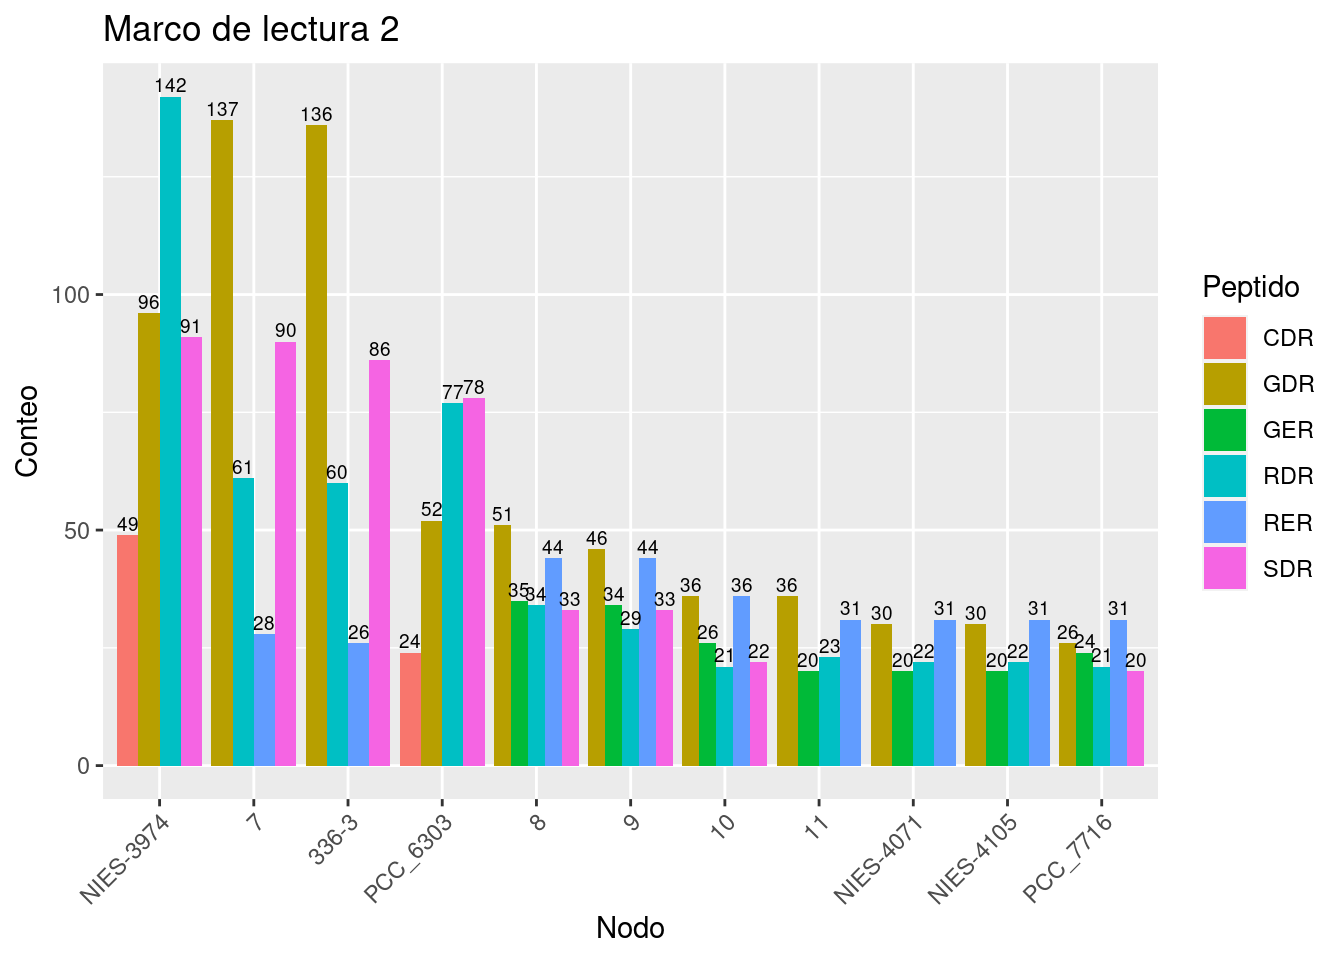 Marco de lectura 2
Conteo
100
50
0
49 96 142 91
137 61 28 90
136 60 26 86
24 52 77 78
51 35 34 44 33
46 34 29 44 33
36 26 21 36 22
36 20 23 31
30 20 22 31
30 20 22 31
26 24 21 31 20
NIES-3974 7 336-3 PCC_6303 8 9 10 11 NIES-4071 NIES-4105 PCC_7716
Nodo
Peptido
CDR
GDR
GER
RDR
RER
SDR